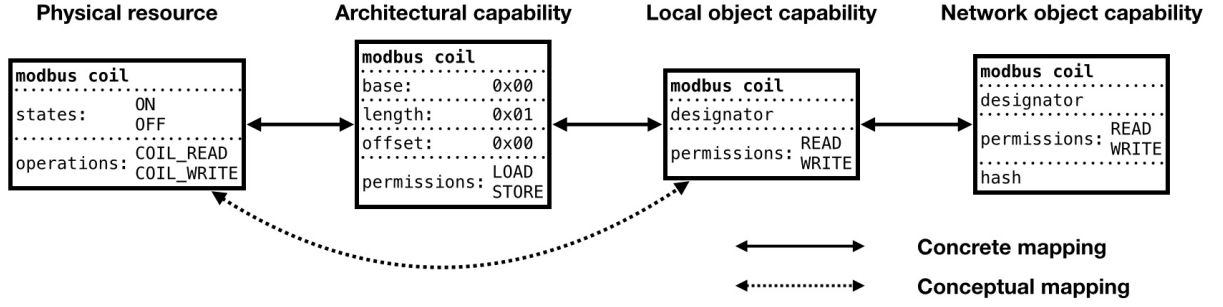 Physical resource
modbus coil
states: ON
OFF
operations: COIL_READ
COIL_WRITE
Architectural capability
modbus coil
base: 0x00
length: 0x01
offset: 0x00
permissions: LOAD
STORE
Local object capability
modbus coil
designator
permissions: READ
WRITE
Network object capability
modbus coil
designator
permissions: READ
WRITE
hash
Concrete mapping
Conceptual mapping